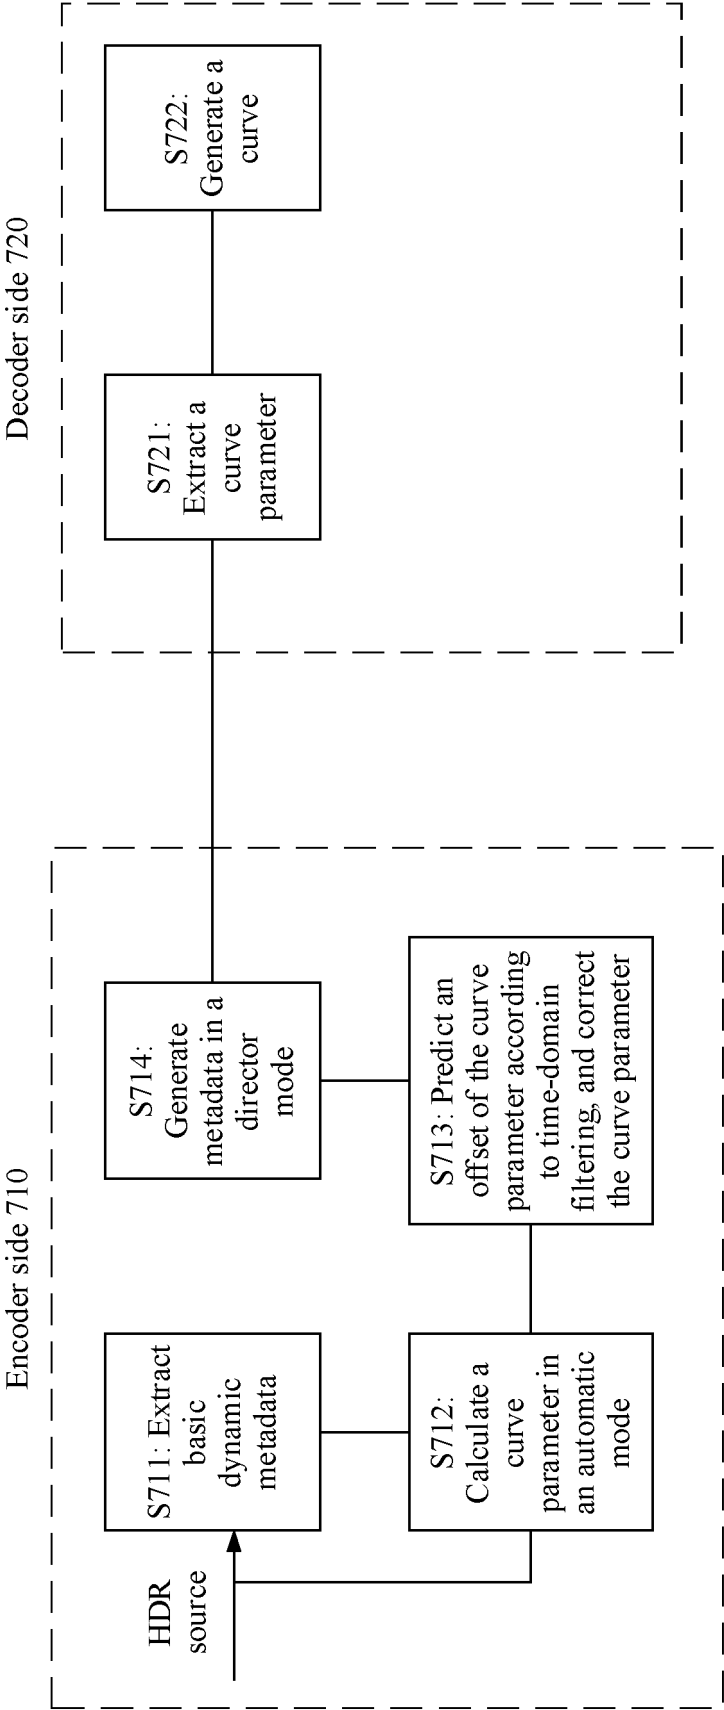 Encoder side 710
HDR
source
S711: Extract
basic
dynamic
metadata
S712:
Calculate a
curve
parameter in
an automatic
mode
S713: Predict an
offset of the curve
parameter according
to time-domain
filtering, and correct
the curve parameter
S714:
Generate
metadata in a
director
mode
Decoder side 720
S721:
Extract a
curve
parameter
S722:
Generate a
curve